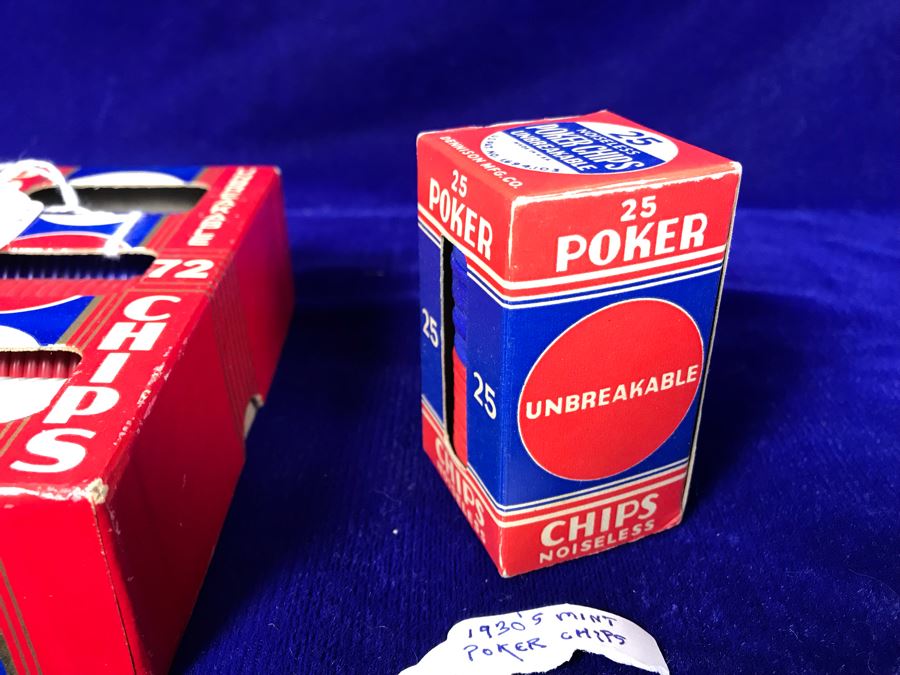 72
CHIPS
25
NOISELESS
POKER CHIPS
UNBREAKABLE
DENNISON MFG. CO.
25
POKER
25
25
CHIPS
25
POKER
UNBREAKABLE
CHIPS
NOISELESS
1930'S MINT
POKER CHIPS